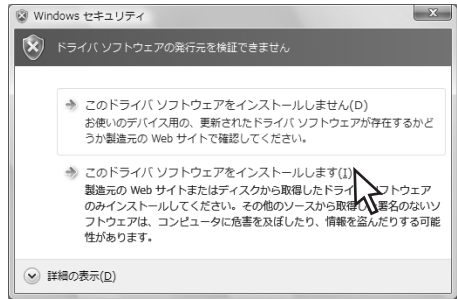 Windows セキュリティ
ドライバ ソフトウェアの発行元を検証できません
このドライバ ソフトウェアをインストールしません(D)
お使いのデバイス用の、更新されたドライバ ソフトウェアが存在するかど
うか製造元の Web サイトで確認してください。
このドライバ ソフトウェアをインストールします(I)
製造元の Web サイトまたはディスクから取得したドライ フトウェア
のみインストールしてください。その他のソースから取得 署名のないソ
フトウェアは、コンピュータに危害を及ぼしたり、情報を盗んだりする可能
性があります。
詳細の表示(D)